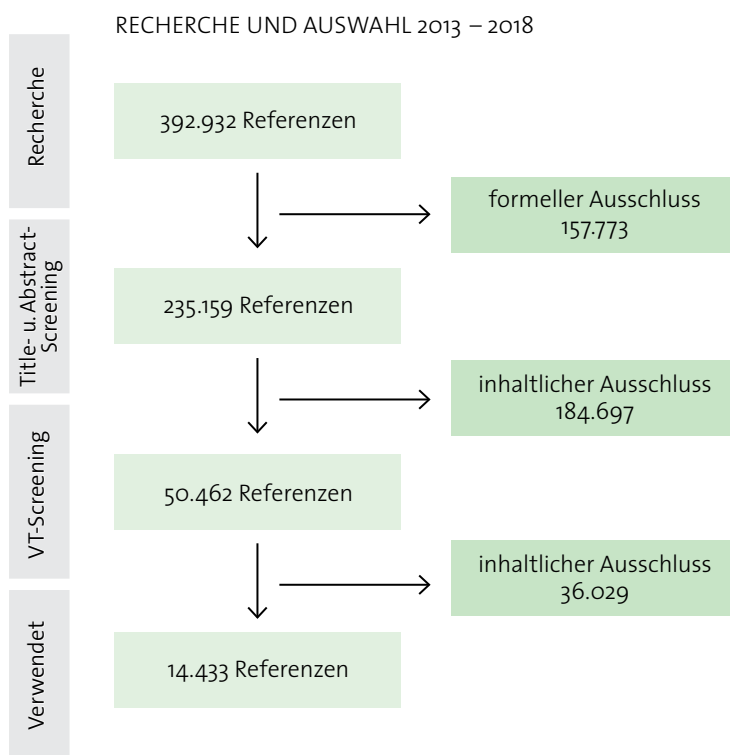 RECHERCHE UND AUSWAHL 2013 – 2018
Recherche
392.932 Referenzen
formeller Ausschluss
157.773
Title- u. Abstract-
Screening
235.159 Referenzen
inhaltlicher Ausschluss
184.697
VT-Screening
50.462 Referenzen
inhaltlicher Ausschluss
36.029
Verwendet
14.433 Referenzen